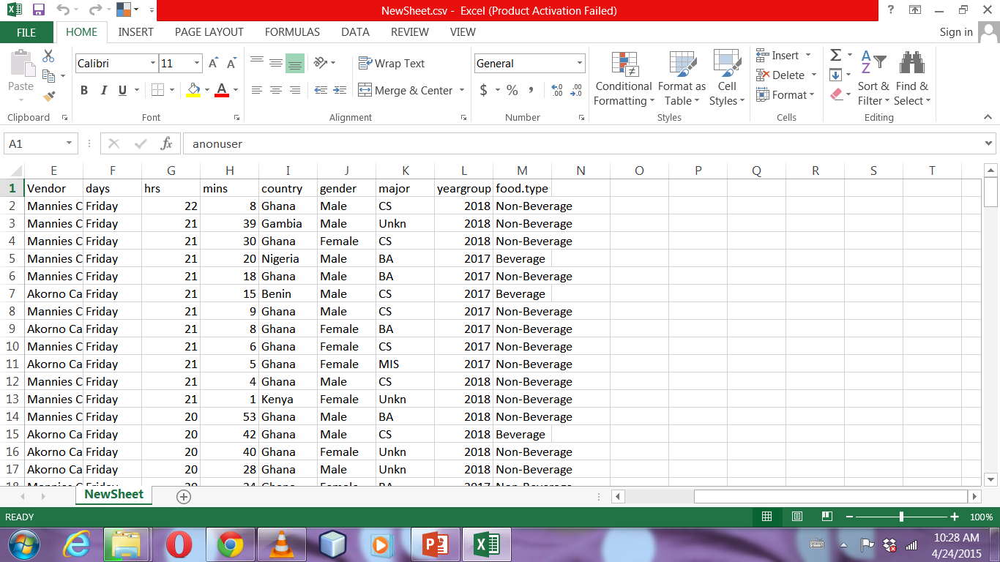 NewSheet.csv - Excel (Product Activation Failed)
FILE HOME INSERT PAGE LAYOUT FORMULAS DATA REVIEW VIEW Sign in
Paste
Calibri 11
B I U A
Wrap Text
Merge & Center
General
$ % ,
Conditional Formatting
Format as Table
Cell Styles
Insert
Delete
Format
Sort & Filter
Find & Select
Clipboard Font Alignment Number Styles Cells Editing
A1 fx anonuser
E F G H I J K L M N O P Q R S T
1 Vendor days hrs mins country gender major yeargroup food.type
2 Mannies C Friday 22 8 Ghana Male CS 2018 Non-Beverage
3 Mannies C Friday 21 39 Gambia Male Unkn 2018 Non-Beverage
4 Mannies C Friday 21 30 Ghana Female CS 2018 Non-Beverage
5 Mannies C Friday 21 20 Nigeria Male BA 2017 Beverage
6 Mannies C Friday 21 18 Ghana Male BA 2017 Non-Beverage
7 Akorno Ca Friday 21 15 Benin Male CS 2017 Beverage
8 Mannies C Friday 21 9 Ghana Male CS 2017 Non-Beverage
9 Akorno Ca Friday 21 8 Ghana Female BA 2017 Non-Beverage
10 Mannies C Friday 21 6 Ghana Female CS 2017 Non-Beverage
11 Akorno Ca Friday 21 5 Ghana Female MIS 2017 Non-Beverage
12 Mannies C Friday 21 4 Ghana Male CS 2018 Non-Beverage
13 Mannies C Friday 21 1 Kenya Female Unkn 2018 Non-Beverage
14 Mannies C Friday 20 53 Ghana Male BA 2018 Non-Beverage
15 Akorno Ca Friday 20 42 Ghana Male CS 2018 Beverage
16 Akorno Ca Friday 20 40 Ghana Female Unkn 2018 Non-Beverage
17 Akorno Ca Friday 20 28 Ghana Male Unkn 2018 Non-Beverage
NewSheet
READY 100%
10:28 AM
4/24/2015